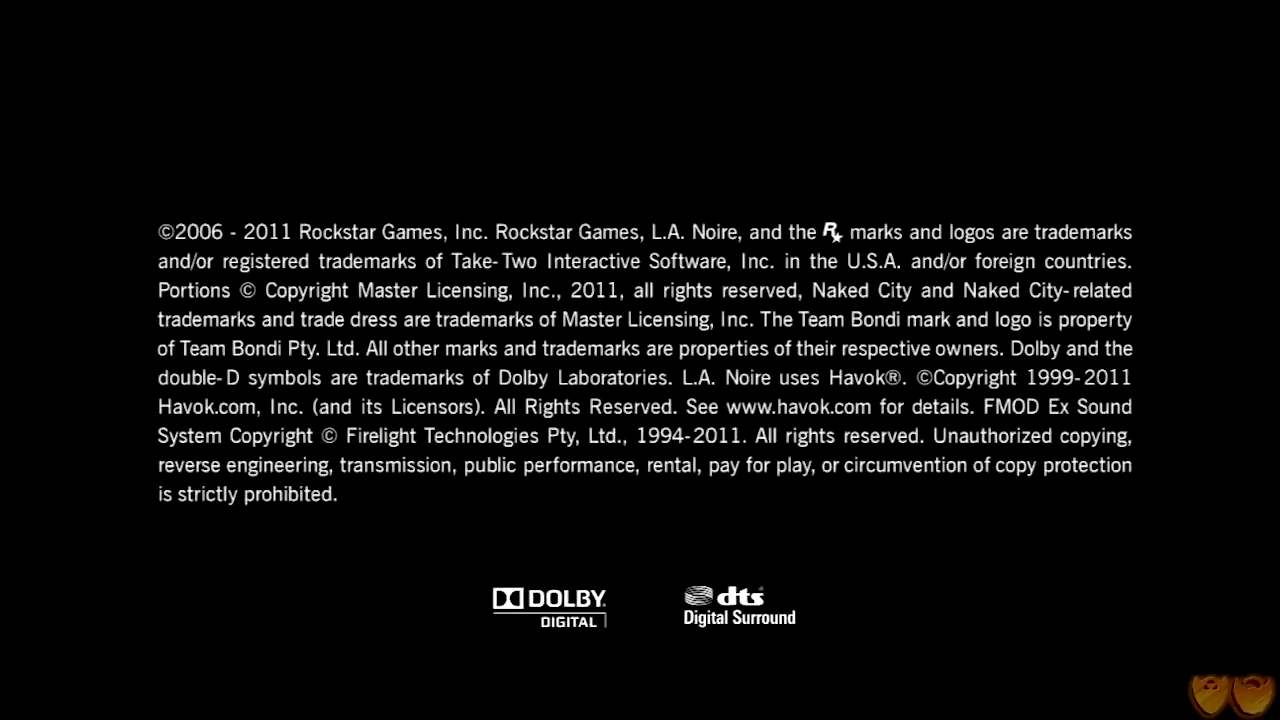 ©2006 - 2011 Rockstar Games, Inc. Rockstar Games, L.A. Noire, and the R★ marks and logos are trademarks
and/or registered trademarks of Take-Two Interactive Software, Inc. in the U.S.A. and/or foreign countries.
Portions © Copyright Master Licensing, Inc., 2011, all rights reserved, Naked City and Naked City-related
trademarks and trade dress are trademarks of Master Licensing, Inc. The Team Bondi mark and logo is property
of Team Bondi Pty. Ltd. All other marks and trademarks are properties of their respective owners. Dolby and the
double-D symbols are trademarks of Dolby Laboratories. L.A. Noire uses Havok®. ©Copyright 1999-2011
Havok.com, Inc. (and its Licensors). All Rights Reserved. See www.havok.com for details. FMOD Ex Sound
System Copyright © Firelight Technologies Pty, Ltd., 1994-2011. All rights reserved. Unauthorized copying,
reverse engineering, transmission, public performance, rental, pay for play, or circumvention of copy protection
is strictly prohibited.
DOLBY
DIGITAL
dts
Digital Surround